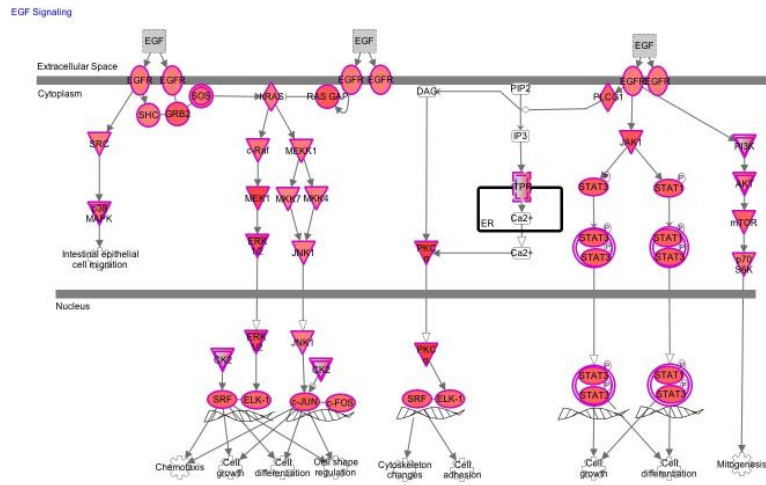 EGF Signaling
EGF
EGF
EGF
Extracellular Space
EGFR
EGFR
EGFR
EGFR
EGFR
EGFR
Cytoplasm
SOS
KRAS
RAS GAP
DAG
PIP2
PLCG1
SHC
GRB2
SRC
c-Raf
MEKK1
IP3
JAK1
PI3K
P
P
MEK1
MKK7
MKK4
ITPR
STAT3
STAT1
AKT
p38
MAPK
ER
Ca2+
mTOR
ERK
1/2
JNK1
PKC
Ca2+
P
STAT3
STAT3
P
STAT1
STAT3
p70
S6K
Intestinal epithelial
cell migration
Nucleus
ERK
1/2
JNK1
PKC
CK2
CK2
P
STAT3
STAT3
P
STAT1
STAT3
SRF
ELK-1
c-JUN
c-FOS
SRF
ELK-1
Chemotaxis
Cell
growth
Cell
differentiation
Cell shape
regulation
Cytoskeleton
changes
Cell
adhesion
Cell
growth
Cell
differentiation
Mitogenesis